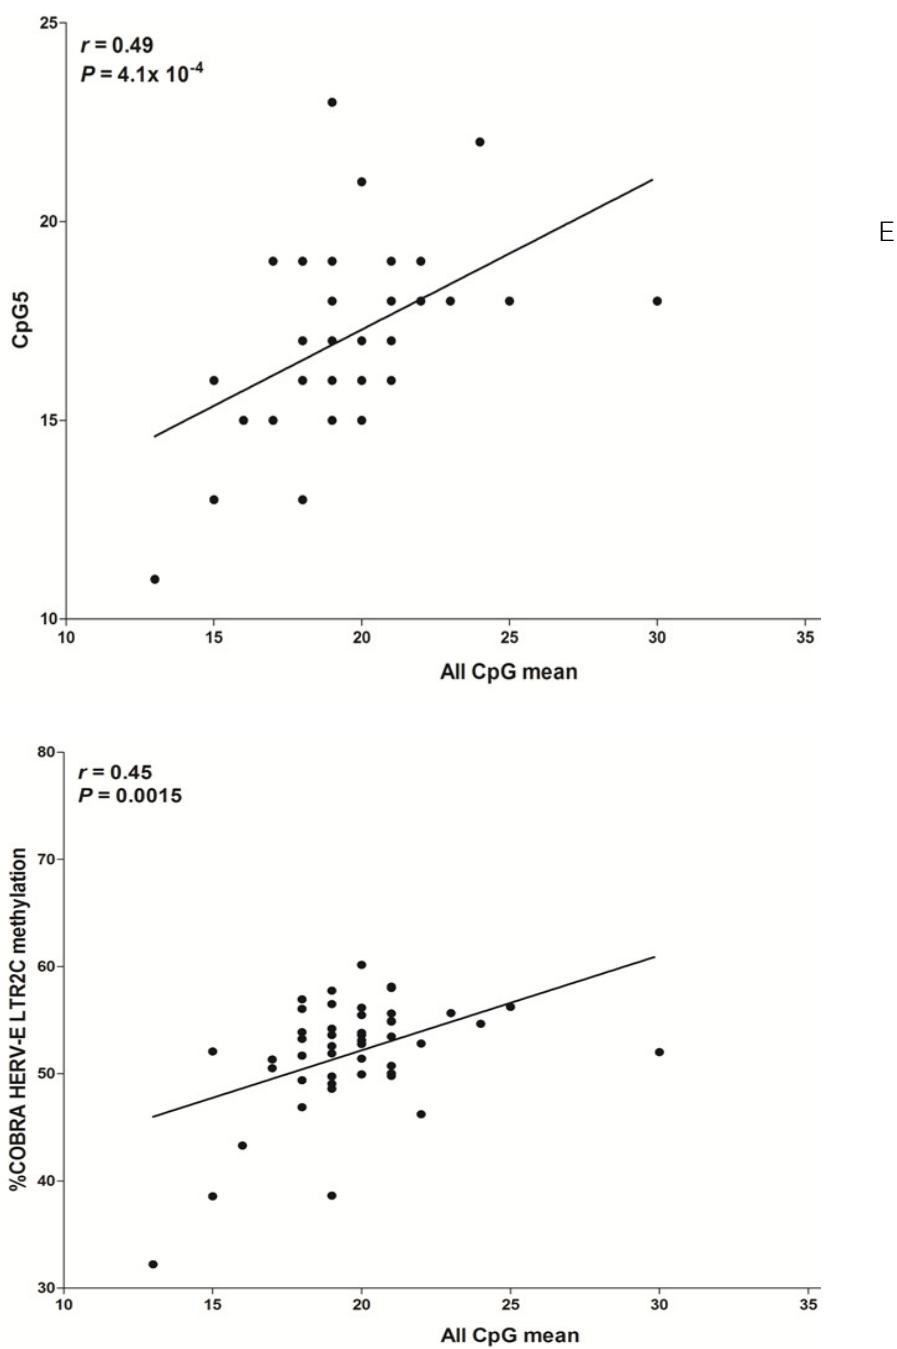 25
r = 0.49
P = 4.1x 10-4
20
E
CpG5
15
10
10 15 20 25 30 35
All CpG mean
80
r = 0.45
P = 0.0015
70
%COBRA HERV-E LTR2C methylation
60
50
40
30
10 15 20 25 30 35
All CpG mean